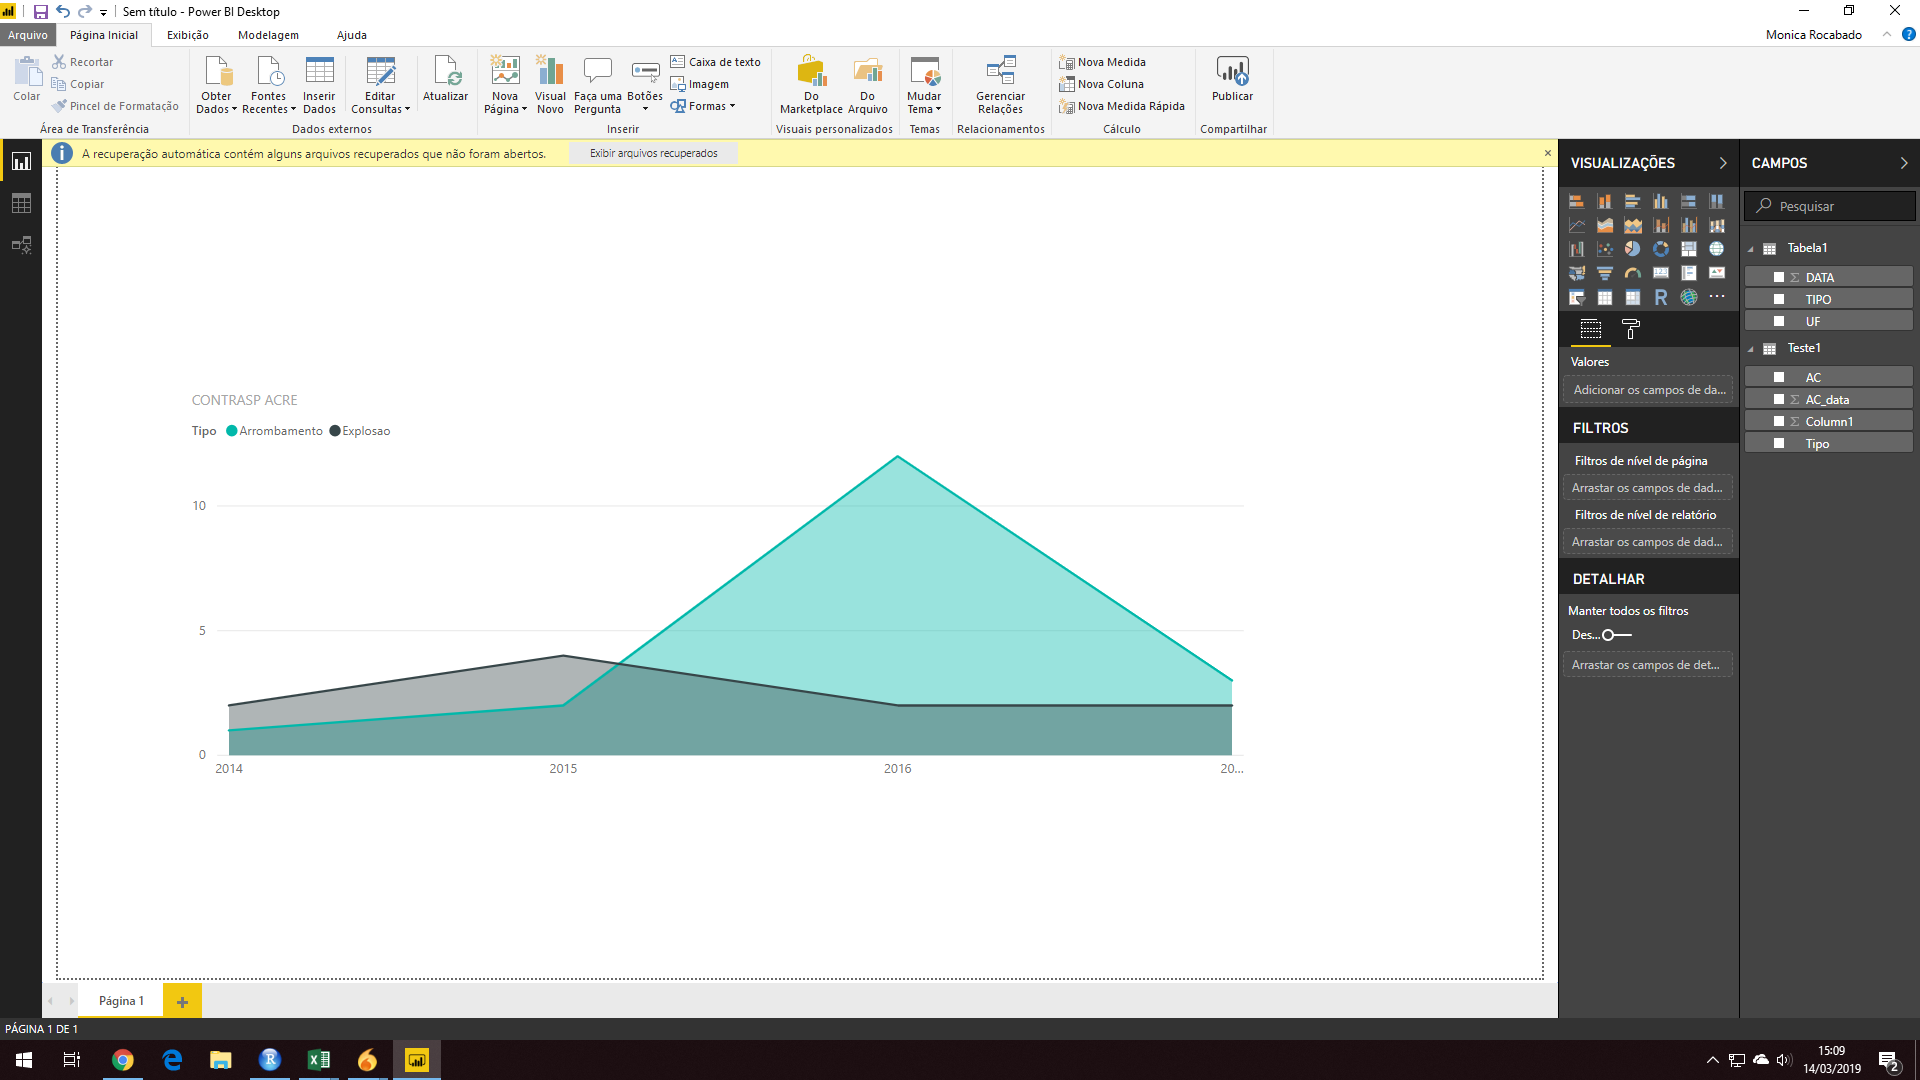 Sem título - Power BI Desktop
Arquivo Página Inicial Exibição Modelagem Ajuda Monica Rocabado
Colar
Recortar
Copiar
Pincel de Formatação
Área de Transferência
Obter Dados
Fontes Recentes
Inserir Dados
Editar Consultas
Atualizar
Dados externos
Nova Página
Visual Novo
Faça uma Pergunta
Botões
Caixa de texto
Imagem
Formas
Inserir
Do Marketplace
Do Arquivo
Visuais personalizados
Mudar Tema
Temas
Gerenciar Relações
Relacionamentos
Nova Medida
Nova Coluna
Nova Medida Rápida
Cálculo
Publicar
Compartilhar
A recuperação automática contém alguns arquivos recuperados que não foram abertos. Exibir arquivos recuperados
CONTRASP ACRE
Tipo Arrombamento Explosao
10
5
0
2014 2015 2016 20...
VISUALIZAÇÕES
R
Valores
Adicionar os campos de da...
FILTROS
Filtros de nível de página
Arrastar os campos de dad...
Filtros de nível de relatório
Arrastar os campos de dad...
DETALHAR
Manter todos os filtros
Des...
Arrastar os campos de det...
CAMPOS
Pesquisar
Tabela1
Σ DATA
TIPO
UF
Teste1
AC
Σ AC_data
Σ Column1
Tipo
Página 1 +
PÁGINA 1 DE 1
15:09
14/03/2019
2